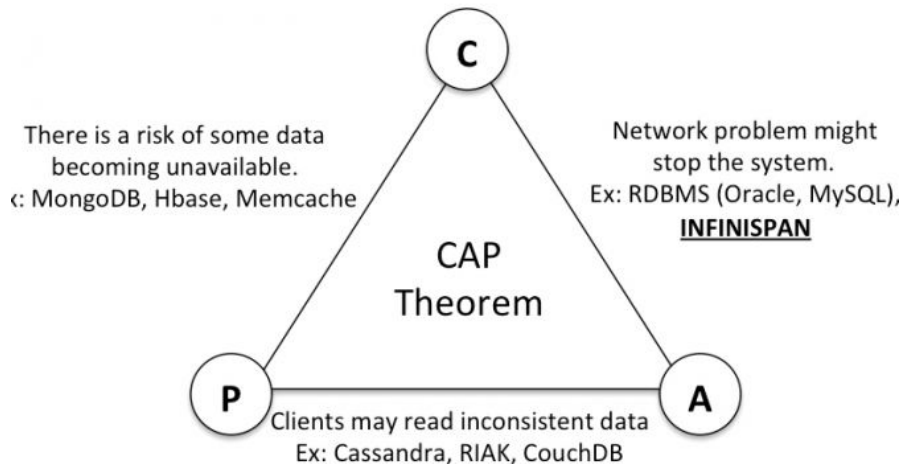 C
There is a risk of some data
becoming unavailable.
x: MongoDB, Hbase, Memcache
Network problem might
stop the system.
Ex: RDBMS (Oracle, MySQL),
INFINISPAN
CAP
Theorem
P
A
Clients may read inconsistent data
Ex: Cassandra, RIAK, CouchDB